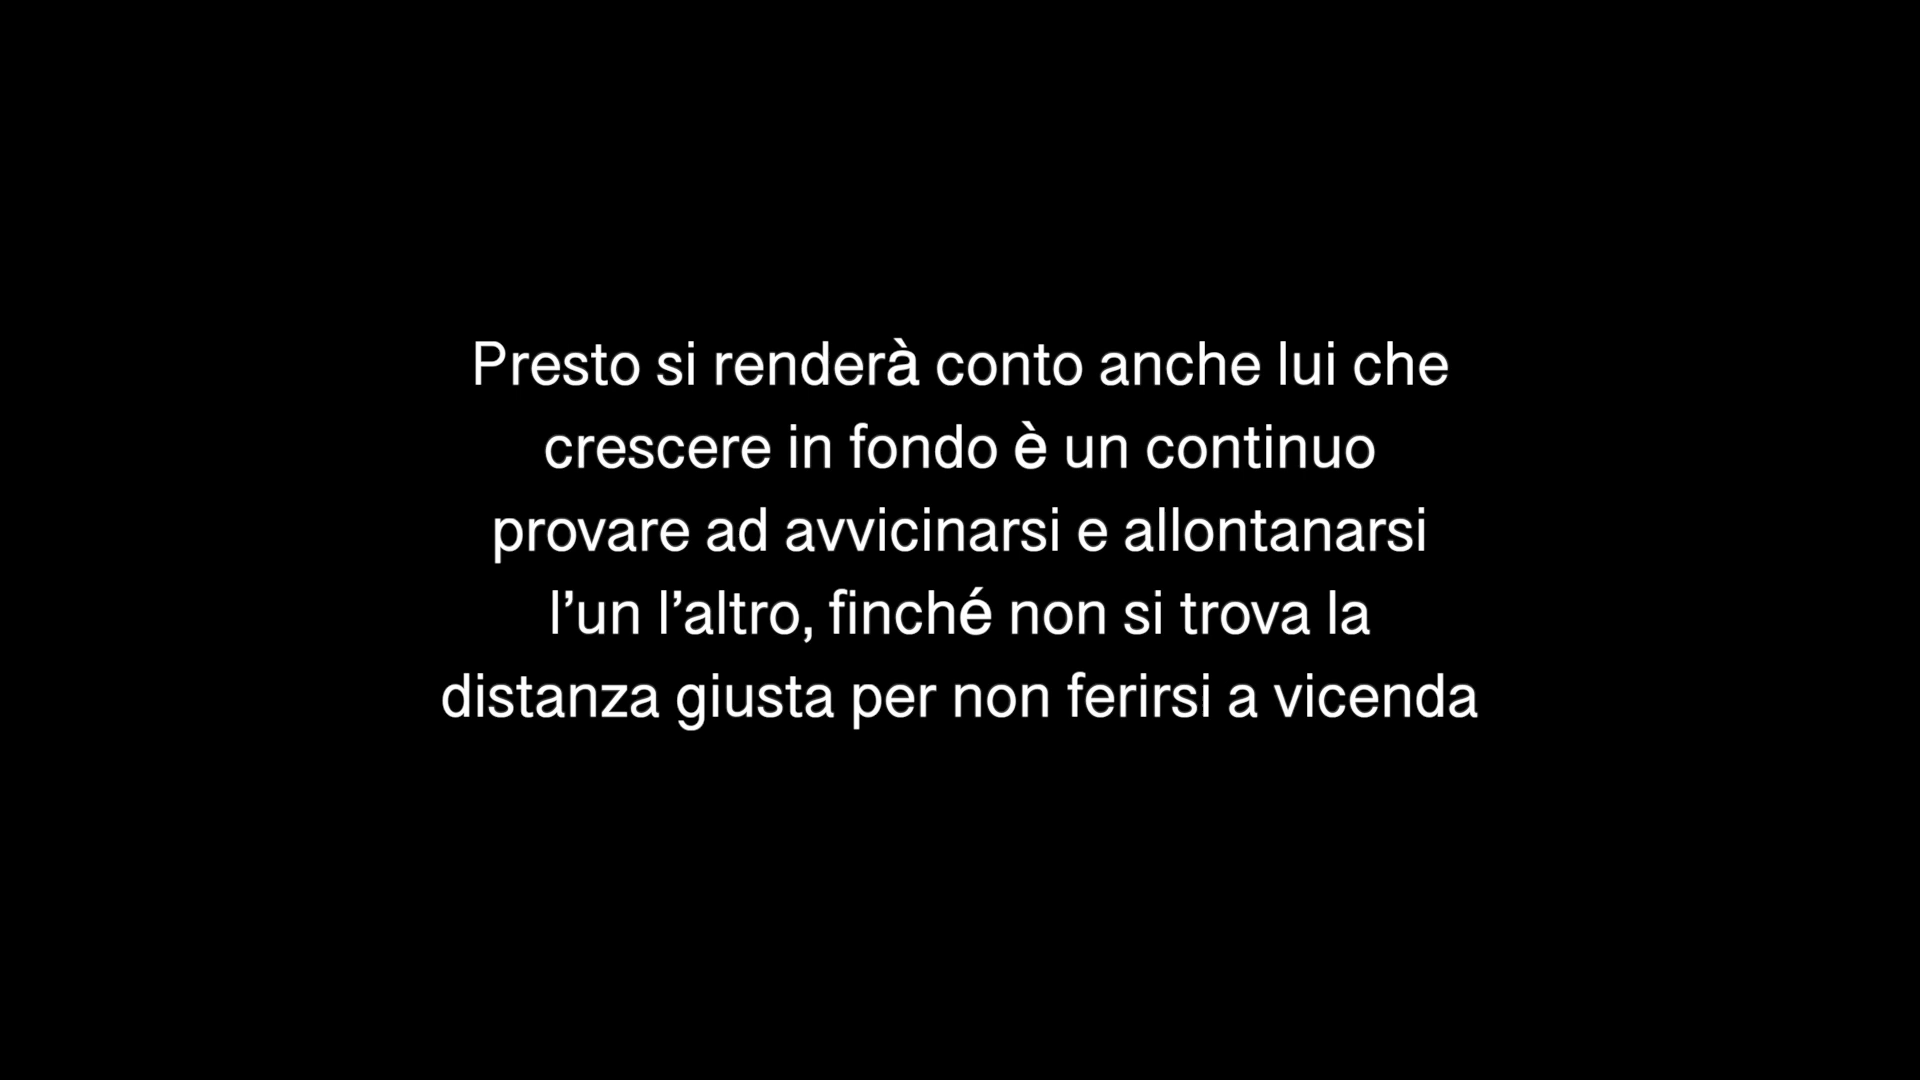 Presto si renderà conto anche lui che
crescere in fondo è un continuo
provare ad avvicinarsi e allontanarsi
l’un l’altro, finché non si trova la
distanza giusta per non ferirsi a vicenda